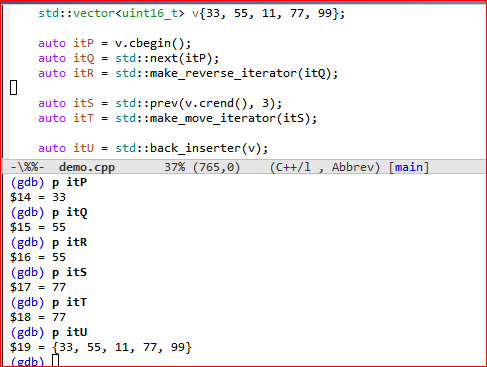 std::vector<uint16_t> v{33, 55, 11, 77, 99};
auto itP = v.cbegin();
auto itQ = std::next(itP);
auto itR = std::make_reverse_iterator(itQ);
auto itS = std::prev(v.crend(), 3);
auto itT = std::make_move_iterator(itS);
auto itU = std::back_inserter(v);
-\%%-  demo.cpp       37% (765,0)    (C++/l , Abbrev) [main]
(gdb) p itP
$14 = 33
(gdb) p itQ
$15 = 55
(gdb) p itR
$16 = 55
(gdb) p itS
$17 = 77
(gdb) p itT
$18 = 77
(gdb) p itU
$19 = {33, 55, 11, 77, 99}
(gdb)